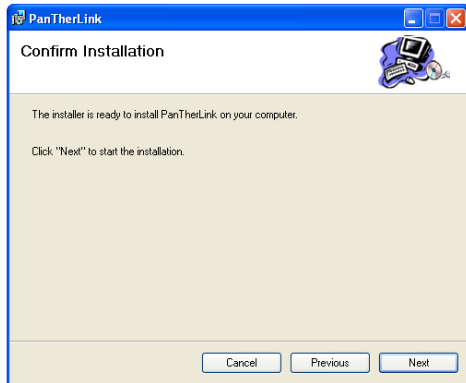 PanTherLink
Confirm Installation
The installer is ready to install PanTherLink on your computer.
Click "Next" to start the installation.
Cancel Previous Next